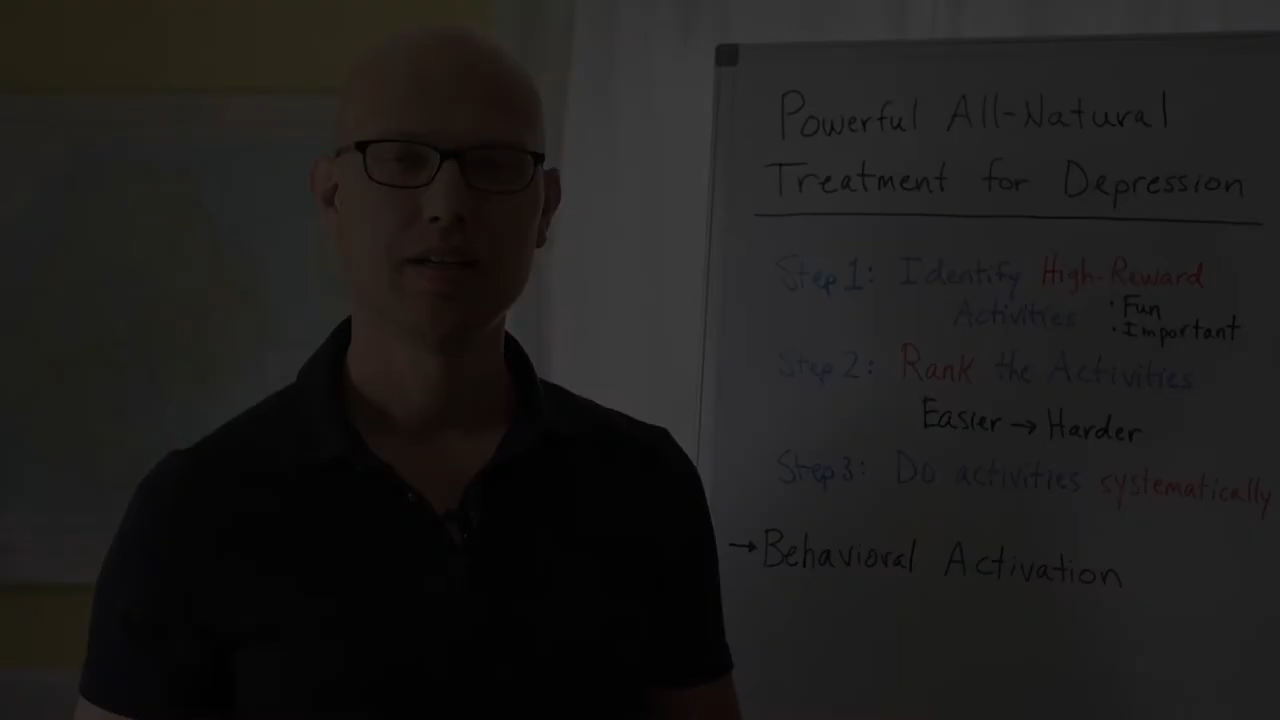 Powerful All-Natural
Treatment for Depression
Step 1: Identify High-Reward
Activities • Fun
• Important
Step 2: Rank the Activities
Easier → Harder
Step 3: Do activities systematically
→ Behavioral Activation